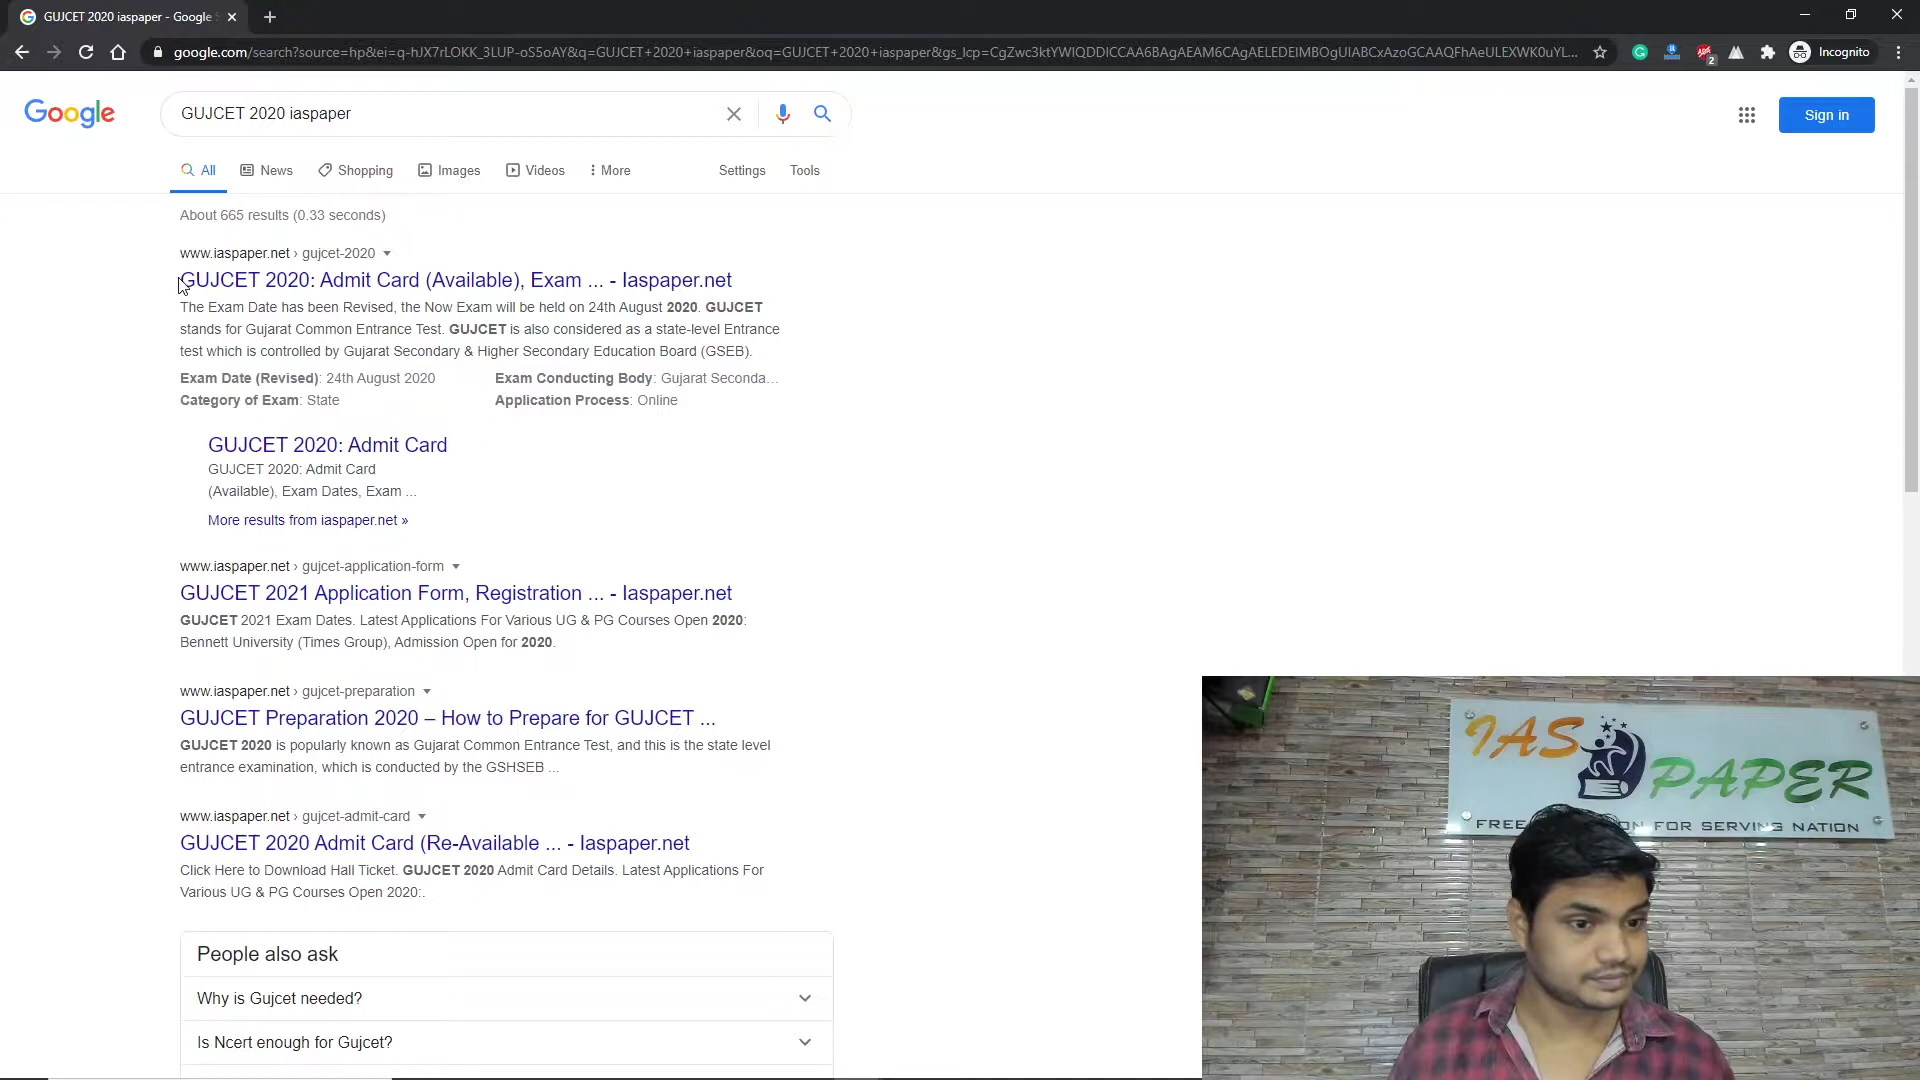 GUJCET 2020 iaspaper - Google S
google.com/search?source=hp&ei=q-hJX7rLOKK_3LUP-oS5oAY&q=GUJCET+2020+iaspaper&oq=GUJCET+2020+iaspaper&gs_lcp=CgZwc3ktYWIQDDICCAA6BAgAEAM6CAgAELEDEIMBOgUIABCxAzoGCAAQFhAeULEXWK0uYL...
2
Incognito
Google
GUJCET 2020 iaspaper
Sign in
All
News
Shopping
Images
Videos
More
Settings
Tools
About 665 results (0.33 seconds)
www.iaspaper.net › gujcet-2020
GUJCET 2020: Admit Card (Available), Exam ... - Iaspaper.net
The Exam Date has been Revised, the Now Exam will be held on 24th August 2020. GUJCET
stands for Gujarat Common Entrance Test. GUJCET is also considered as a state-level Entrance
test which is controlled by Gujarat Secondary & Higher Secondary Education Board (GSEB).
Exam Date (Revised): 24th August 2020
Exam Conducting Body: Gujarat Seconda...
Category of Exam: State
Application Process: Online
GUJCET 2020: Admit Card
GUJCET 2020: Admit Card
(Available), Exam Dates, Exam ...
More results from iaspaper.net »
www.iaspaper.net › gujcet-application-form
GUJCET 2021 Application Form, Registration ... - Iaspaper.net
GUJCET 2021 Exam Dates. Latest Applications For Various UG & PG Courses Open 2020:
Bennett University (Times Group), Admission Open for 2020.
www.iaspaper.net › gujcet-preparation
GUJCET Preparation 2020 – How to Prepare for GUJCET ...
GUJCET 2020 is popularly known as Gujarat Common Entrance Test, and this is the state level
entrance examination, which is conducted by the GSHSEB ...
www.iaspaper.net › gujcet-admit-card
GUJCET 2020 Admit Card (Re-Available ... - Iaspaper.net
Click Here to Download Hall Ticket. GUJCET 2020 Admit Card Details. Latest Applications For
Various UG & PG Courses Open 2020:.
People also ask
Why is Gujcet needed?
Is Ncert enough for Gujcet?
IAS PAPER
FREE ON FOR SERVING NATION